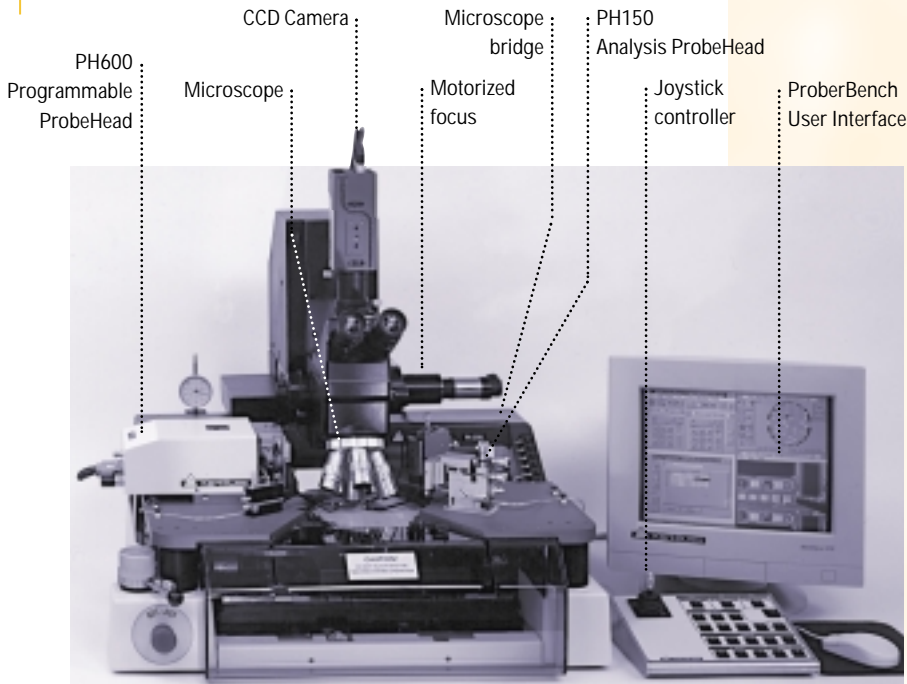 CCD Camera
Microscope
bridge
PH150
Analysis ProbeHead
PH600
Programmable
ProbeHead
Microscope
Motorized
focus
Joystick
controller
ProberBench
User Interface